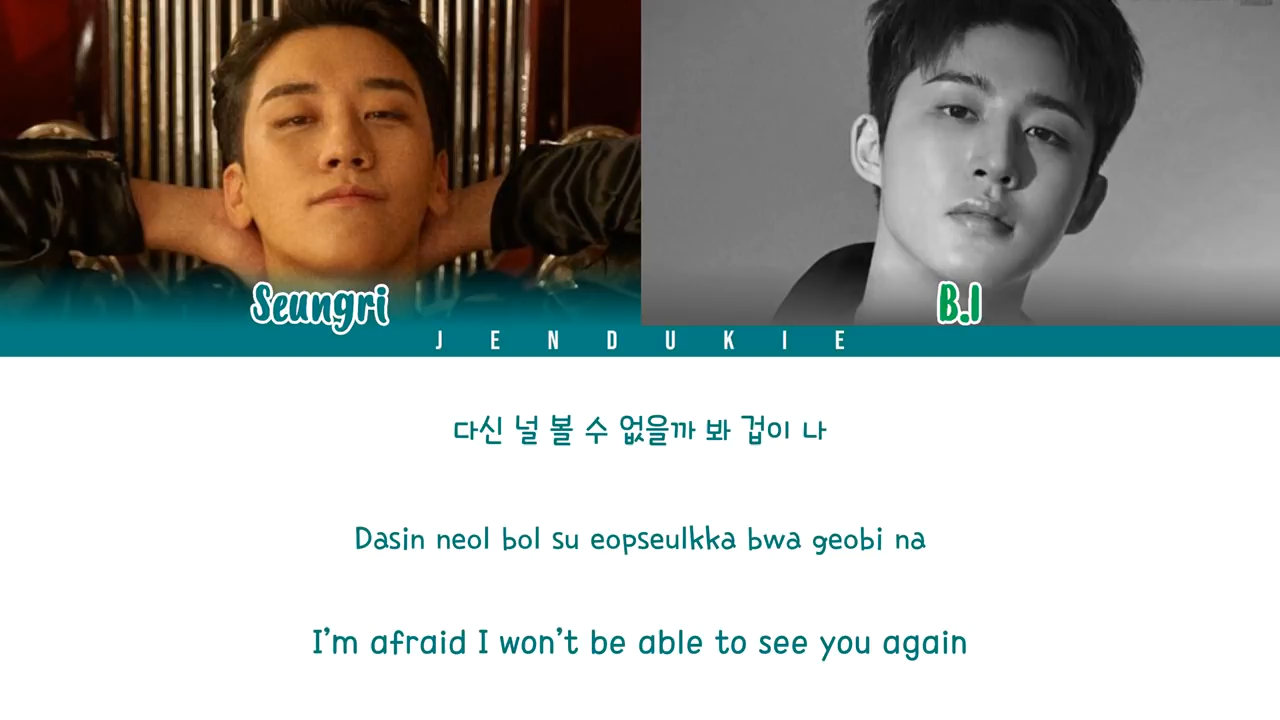 Seungri
B.I
JENDUKIE
다신 널 볼 수 없을까 봐 겁이 나
Dasin neol bol su eopseulkka bwa geobi na
I'm afraid I won't be able to see you again